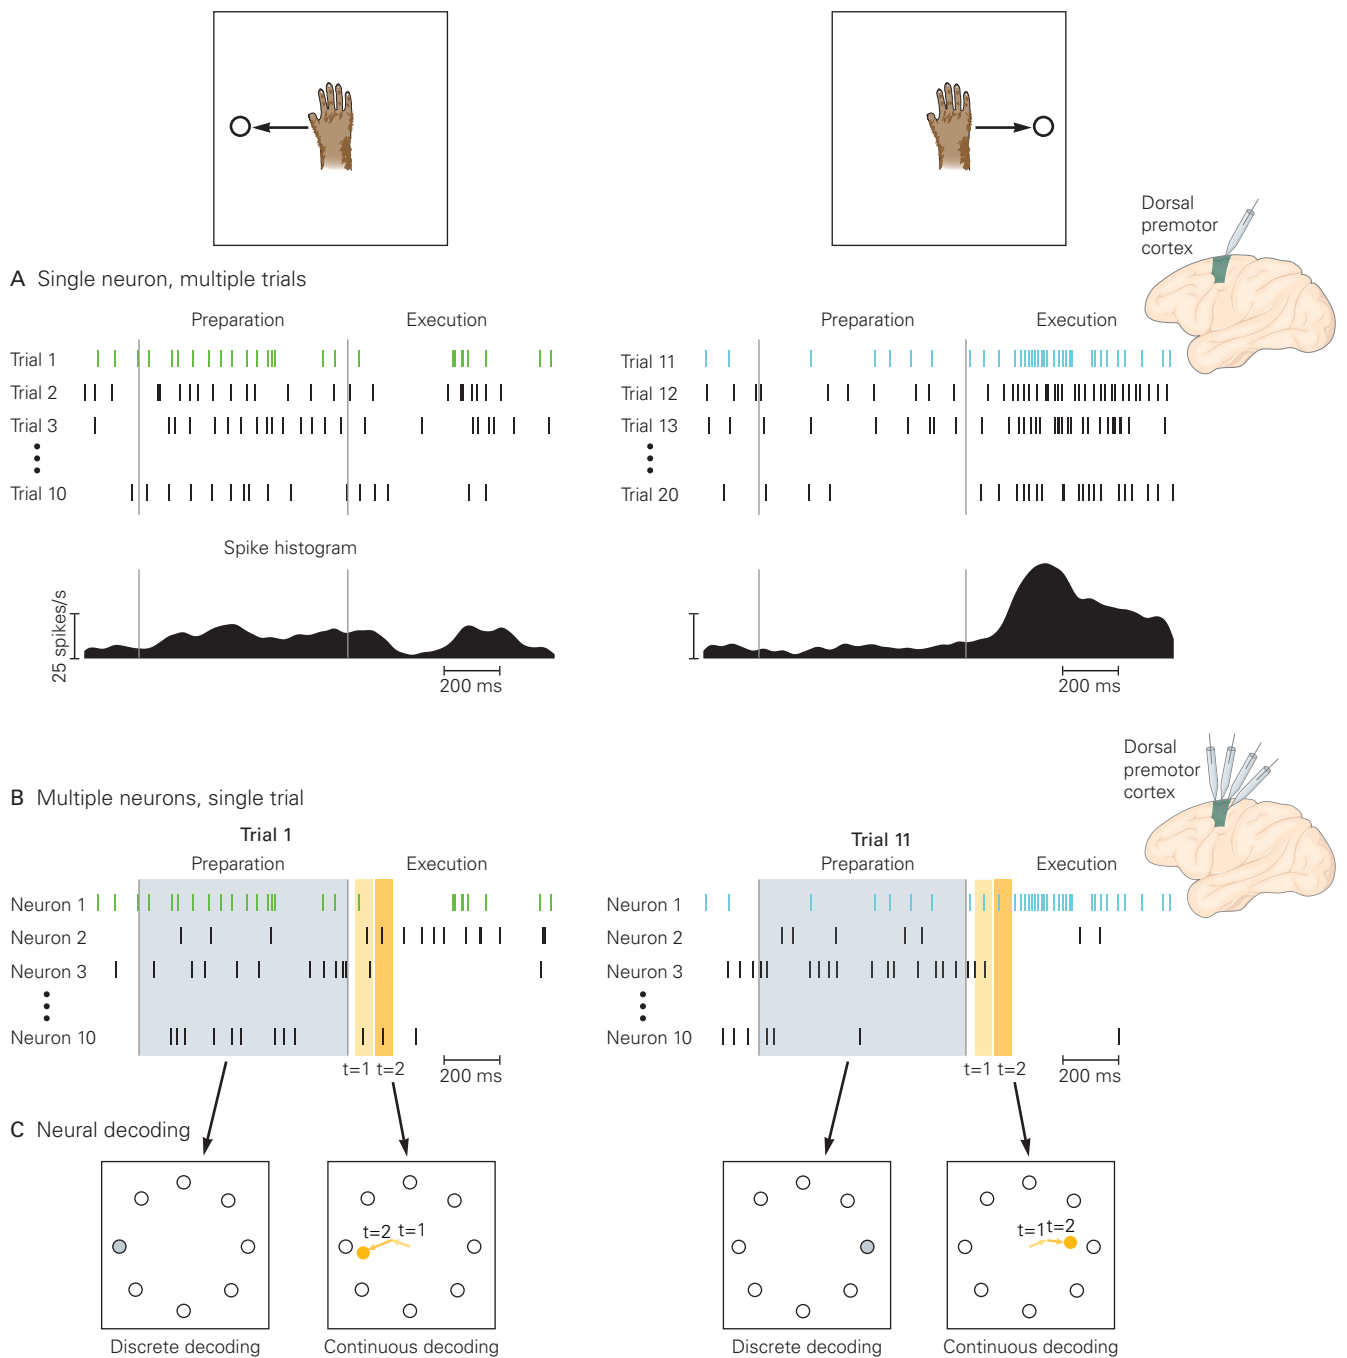 Dorsal
premotor
cortex
A Single neuron, multiple trials
Preparation
Execution
Preparation
Execution
Trial 1
Trial 2
Trial 3
Trial 10
Trial 11
Trial 12
Trial 13
Trial 20
Spike histogram
25 spikes/s
200 ms
200 ms
Dorsal
premotor
cortex
B Multiple neurons, single trial
Trial 1
Preparation
Execution
Trial 11
Preparation
Execution
Neuron 1
Neuron 2
Neuron 3
Neuron 10
Neuron 1
Neuron 2
Neuron 3
Neuron 10
t=1 t=2
200 ms
t=1 t=2
200 ms
C Neural decoding
t=2 t=1
t=1 t=2
Discrete decoding
Continuous decoding
Discrete decoding
Continuous decoding